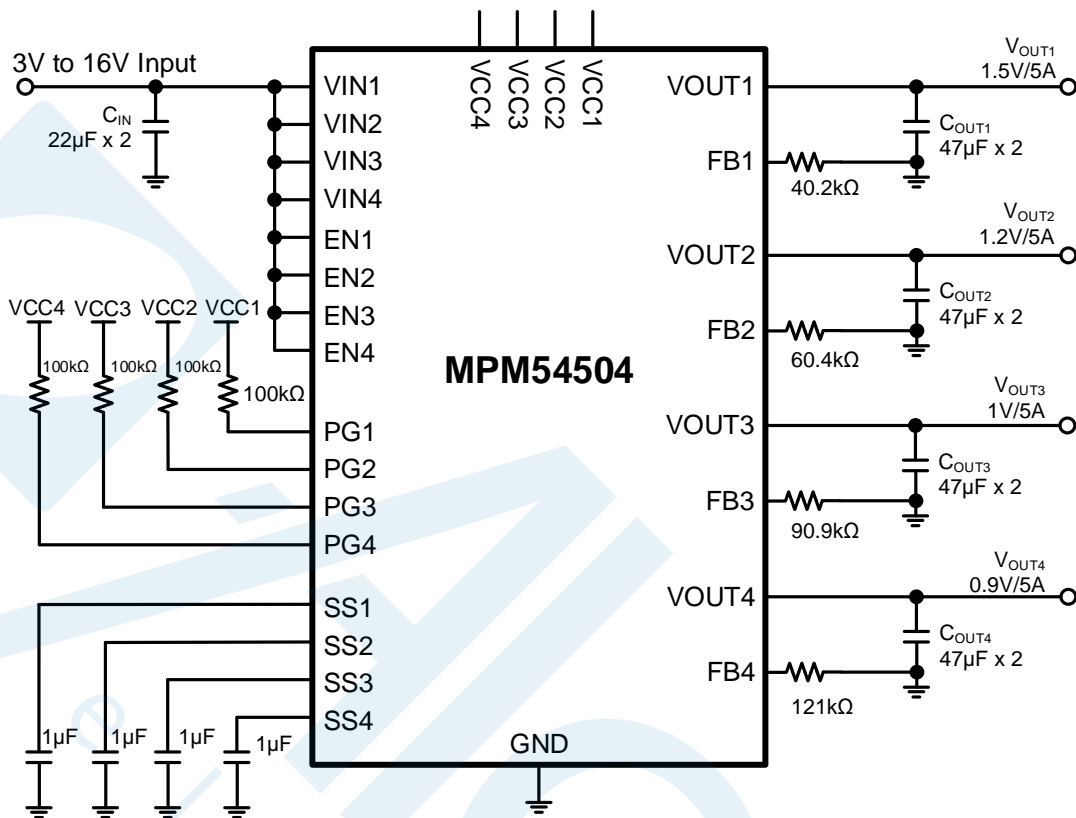 3V to 16V Input
CIN
22µF x 2
VCC4
VCC3
VCC2
VCC1
VIN1
VIN2
VIN3
VIN4
EN1
EN2
EN3
EN4
VCC4
VCC3
VCC2
VCC1
100kΩ
100kΩ
100kΩ
100kΩ
PG1
PG2
PG3
PG4
SS1
SS2
SS3
SS4
1µF
1µF
1µF
1µF
MPM54504
GND
VOUT1
FB1
40.2kΩ
VOUT1
1.5V/5A
COUT1
47µF x 2
VOUT2
FB2
60.4kΩ
VOUT2
1.2V/5A
COUT2
47µF x 2
VOUT3
FB3
90.9kΩ
VOUT3
1V/5A
COUT3
47µF x 2
VOUT4
FB4
121kΩ
VOUT4
0.9V/5A
COUT4
47µF x 2